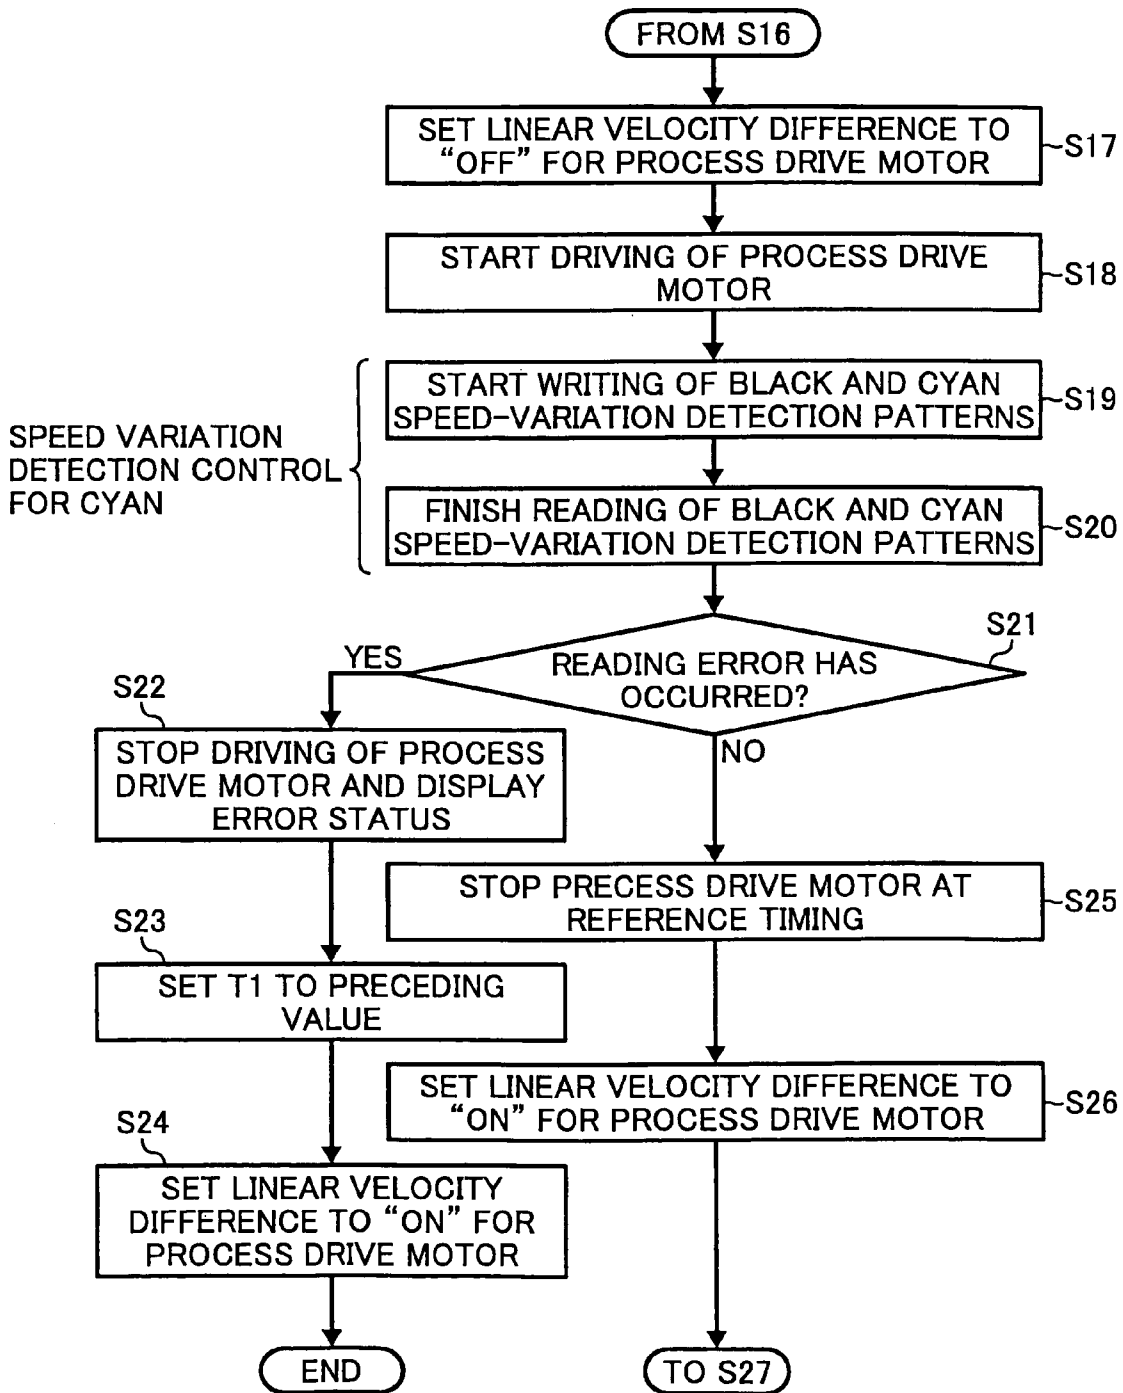 FROM S16
SET LINEAR VELOCITY DIFFERENCE TO
“OFF” FOR PROCESS DRIVE MOTOR
S17
START DRIVING OF PROCESS DRIVE
MOTOR
S18
SPEED VARIATION
DETECTION CONTROL
FOR CYAN
START WRITING OF BLACK AND CYAN
SPEED-VARIATION DETECTION PATTERNS
S19
FINISH READING OF BLACK AND CYAN
SPEED-VARIATION DETECTION PATTERNS
S20
S21
READING ERROR HAS
OCCURRED?
YES
NO
S22
STOP DRIVING OF PROCESS
DRIVE MOTOR AND DISPLAY
ERROR STATUS
S23
SET T1 TO PRECEDING
VALUE
S24
SET LINEAR VELOCITY
DIFFERENCE TO “ON” FOR
PROCESS DRIVE MOTOR
END
STOP PRECESS DRIVE MOTOR AT
REFERENCE TIMING
S25
SET LINEAR VELOCITY DIFFERENCE TO
“ON” FOR PROCESS DRIVE MOTOR
S26
TO S27